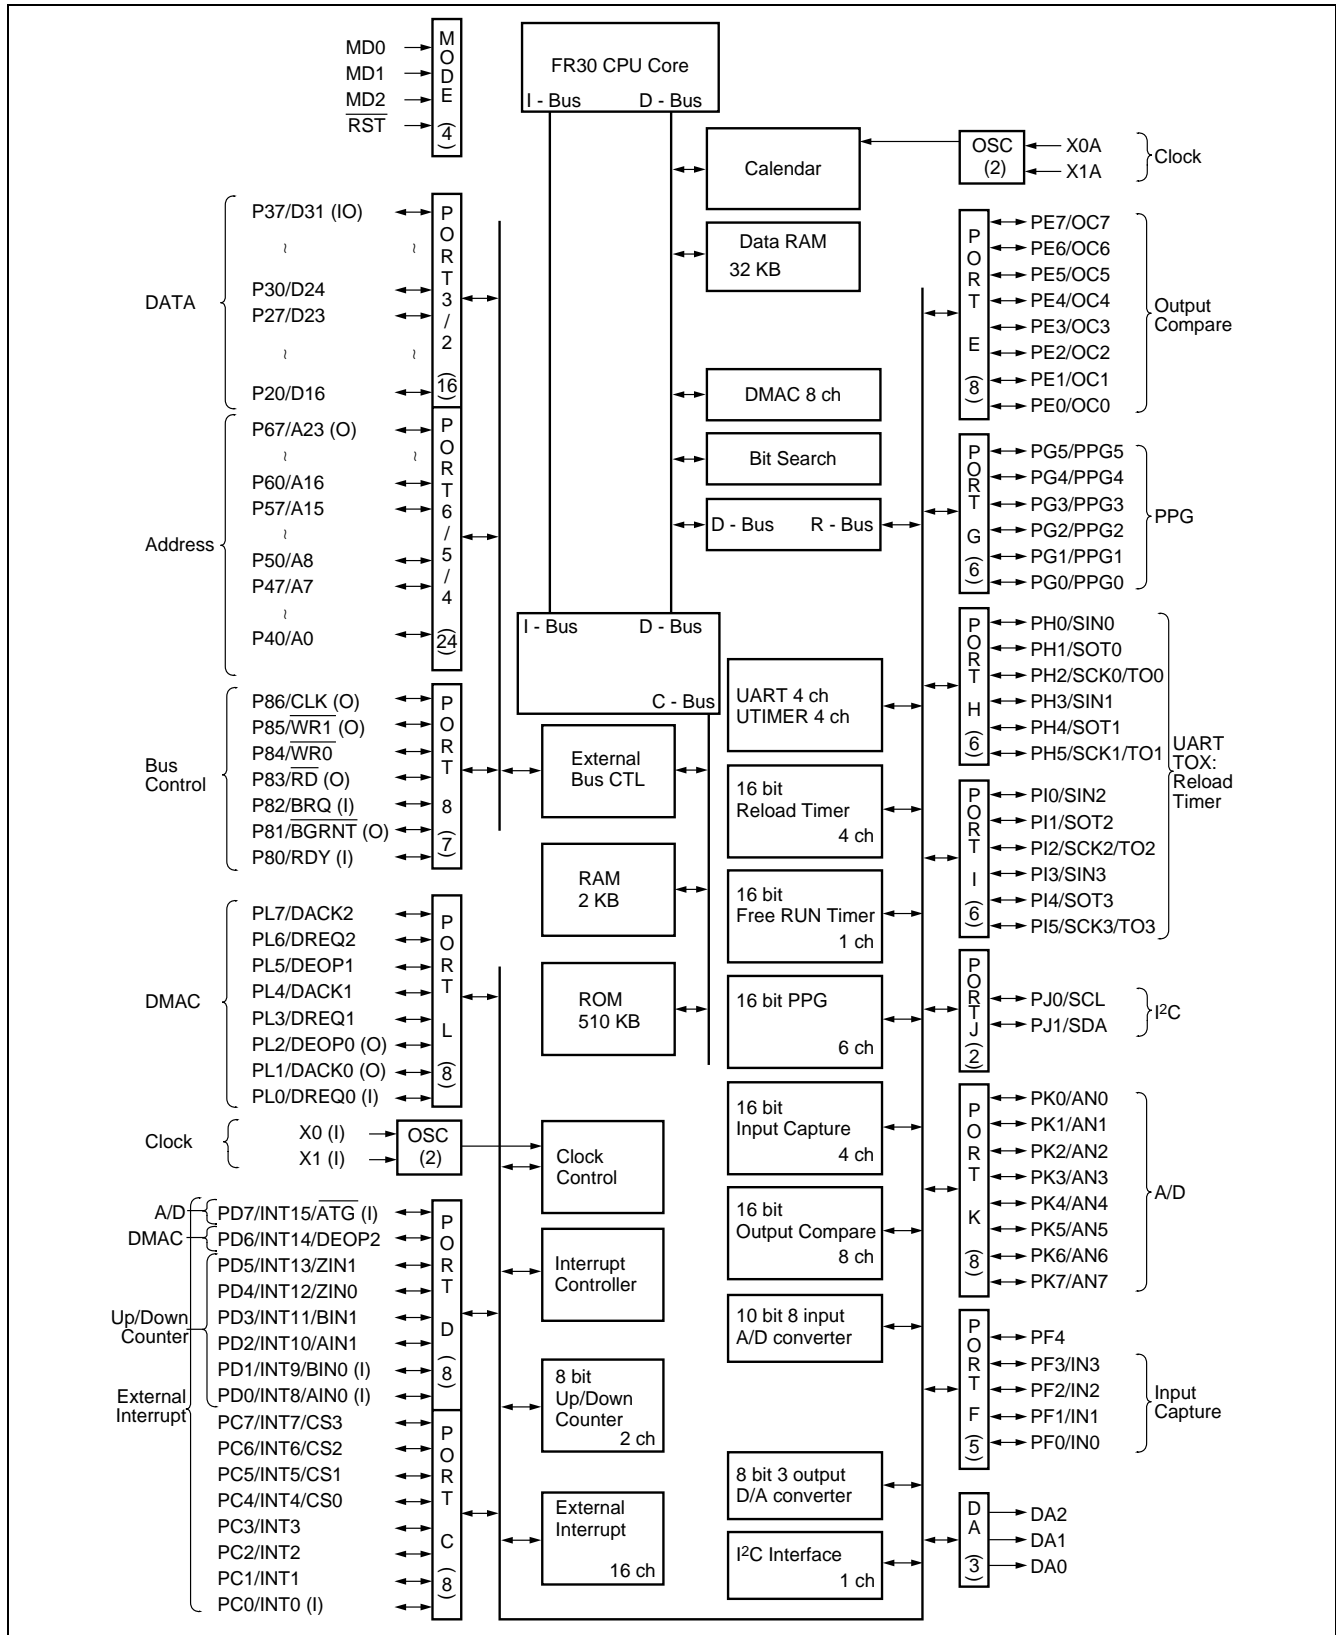 MD0
MD1
MD2
RST
MODE (4)
FR30 CPU Core
I - Bus D - Bus
Calendar
OSC (2)
X0A
X1A
Clock
DATA
P37/D31 (IO)
~ ~
P30/D24
P27/D23
~ ~
P20/D16
PORT3/2 (16)
Address
P67/A23 (O)
~ ~
P60/A16
P57/A15
~
P50/A8
P47/A7
~
P40/A0
PORT6/5/4 (24)
Data RAM
32 KB
DMAC 8 ch
Bit Search
D - Bus R - Bus
I - Bus D - Bus
C - Bus
PORT E (8)
PE7/OC7
PE6/OC6
PE5/OC5
PE4/OC4
PE3/OC3
PE2/OC2
PE1/OC1
PE0/OC0
Output
Compare
PORT G (6)
PG5/PPG5
PG4/PPG4
PG3/PPG3
PG2/PPG2
PG1/PPG1
PG0/PPG0
PPG
Bus
Control
P86/CLK (O)
P85/WR1 (O)
P84/WR0
P83/RD (O)
P82/BRQ (I)
P81/BGRNT (O)
P80/RDY (I)
PORT 8 (7)
External
Bus CTL
RAM
2 KB
ROM
510 KB
UART 4 ch
UTIMER 4 ch
16 bit
Reload Timer
4 ch
16 bit
Free RUN Timer
1 ch
16 bit PPG
6 ch
16 bit
Input Capture
4 ch
16 bit
Output Compare
8 ch
10 bit 8 input
A/D converter
8 bit 3 output
D/A converter
I²C Interface
1 ch
PORT H (6)
PH0/SIN0
PH1/SOT0
PH2/SCK0/TO0
PH3/SIN1
PH4/SOT1
PH5/SCK1/TO1
PORT I (6)
PI0/SIN2
PI1/SOT2
PI2/SCK2/TO2
PI3/SIN3
PI4/SOT3
PI5/SCK3/TO3
UART
TOX:
Reload
Timer
PORTJ (2)
PJ0/SCL
PJ1/SDA
I²C
PORT K (8)
PK0/AN0
PK1/AN1
PK2/AN2
PK3/AN3
PK4/AN4
PK5/AN5
PK6/AN6
PK7/AN7
A/D
PORT F (5)
PF4
PF3/IN3
PF2/IN2
PF1/IN1
PF0/IN0
Input
Capture
DA (3)
DA2
DA1
DA0
DMAC
PL7/DACK2
PL6/DREQ2
PL5/DEOP1
PL4/DACK1
PL3/DREQ1
PL2/DEOP0 (O)
PL1/DACK0 (O)
PL0/DREQ0 (I)
PORT L (8)
Clock
X0 (I)
X1 (I)
OSC
(2)
Clock
Control
Interrupt
Controller
8 bit
Up/Down
Counter
2 ch
External
Interrupt
16 ch
A/D
DMAC
Up/Down
Counter
External
Interrupt
PD7/INT15/ATG (I)
PD6/INT14/DEOP2
PD5/INT13/ZIN1
PD4/INT12/ZIN0
PD3/INT11/BIN1
PD2/INT10/AIN1
PD1/INT9/BIN0 (I)
PD0/INT8/AIN0 (I)
PORT D (8)
PC7/INT7/CS3
PC6/INT6/CS2
PC5/INT5/CS1
PC4/INT4/CS0
PC3/INT3
PC2/INT2
PC1/INT1
PC0/INT0 (I)
PORT C (8)